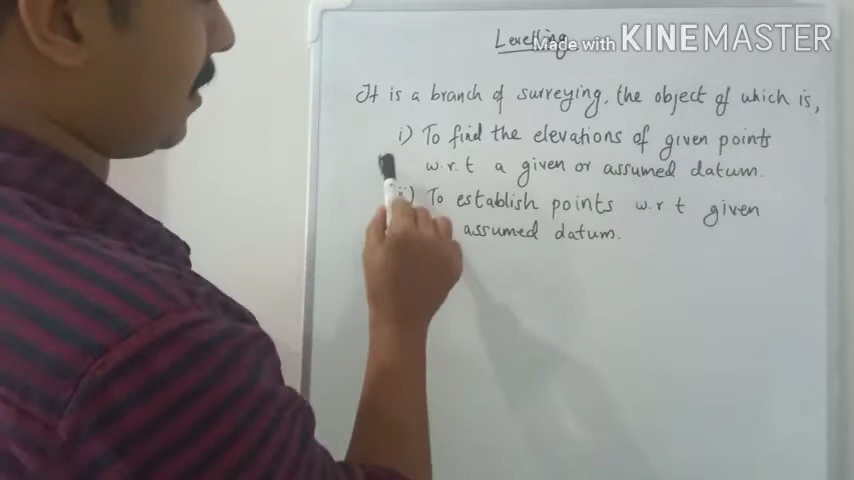 Levelling
Made with KINEMASTER
It is a branch of surveying, the object of which is,
i) To find the elevations of given points
w.r.t a given or assumed datum.
ii) To establish points w.r t given
assumed datum.